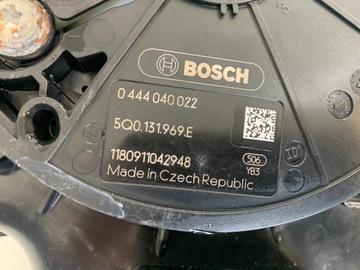 BOSCH
0 444 040 022
5Q0.131.969.E
1180911042948
506
YB3
Made in Czech Republic